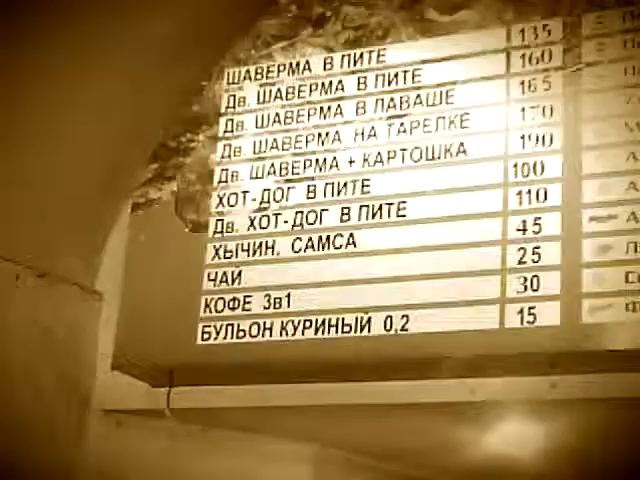 ШАВЕРМА В ПИТЕ 135
Дв. ШАВЕРМА В ПИТЕ 160
Дв. ШАВЕРМА В ЛАВАШЕ 165
Дв. ШАВЕРМА НА ТАРЕЛКЕ 170
Дв. ШАВЕРМА + КАРТОШКА 190
ХОТ-ДОГ В ПИТЕ 100
Дв. ХОТ-ДОГ В ПИТЕ 110
ХЫЧИН, САМСА 45
ЧАЙ 25
КОФЕ 3в1 30
БУЛЬОН КУРИНЫЙ 0,2 15